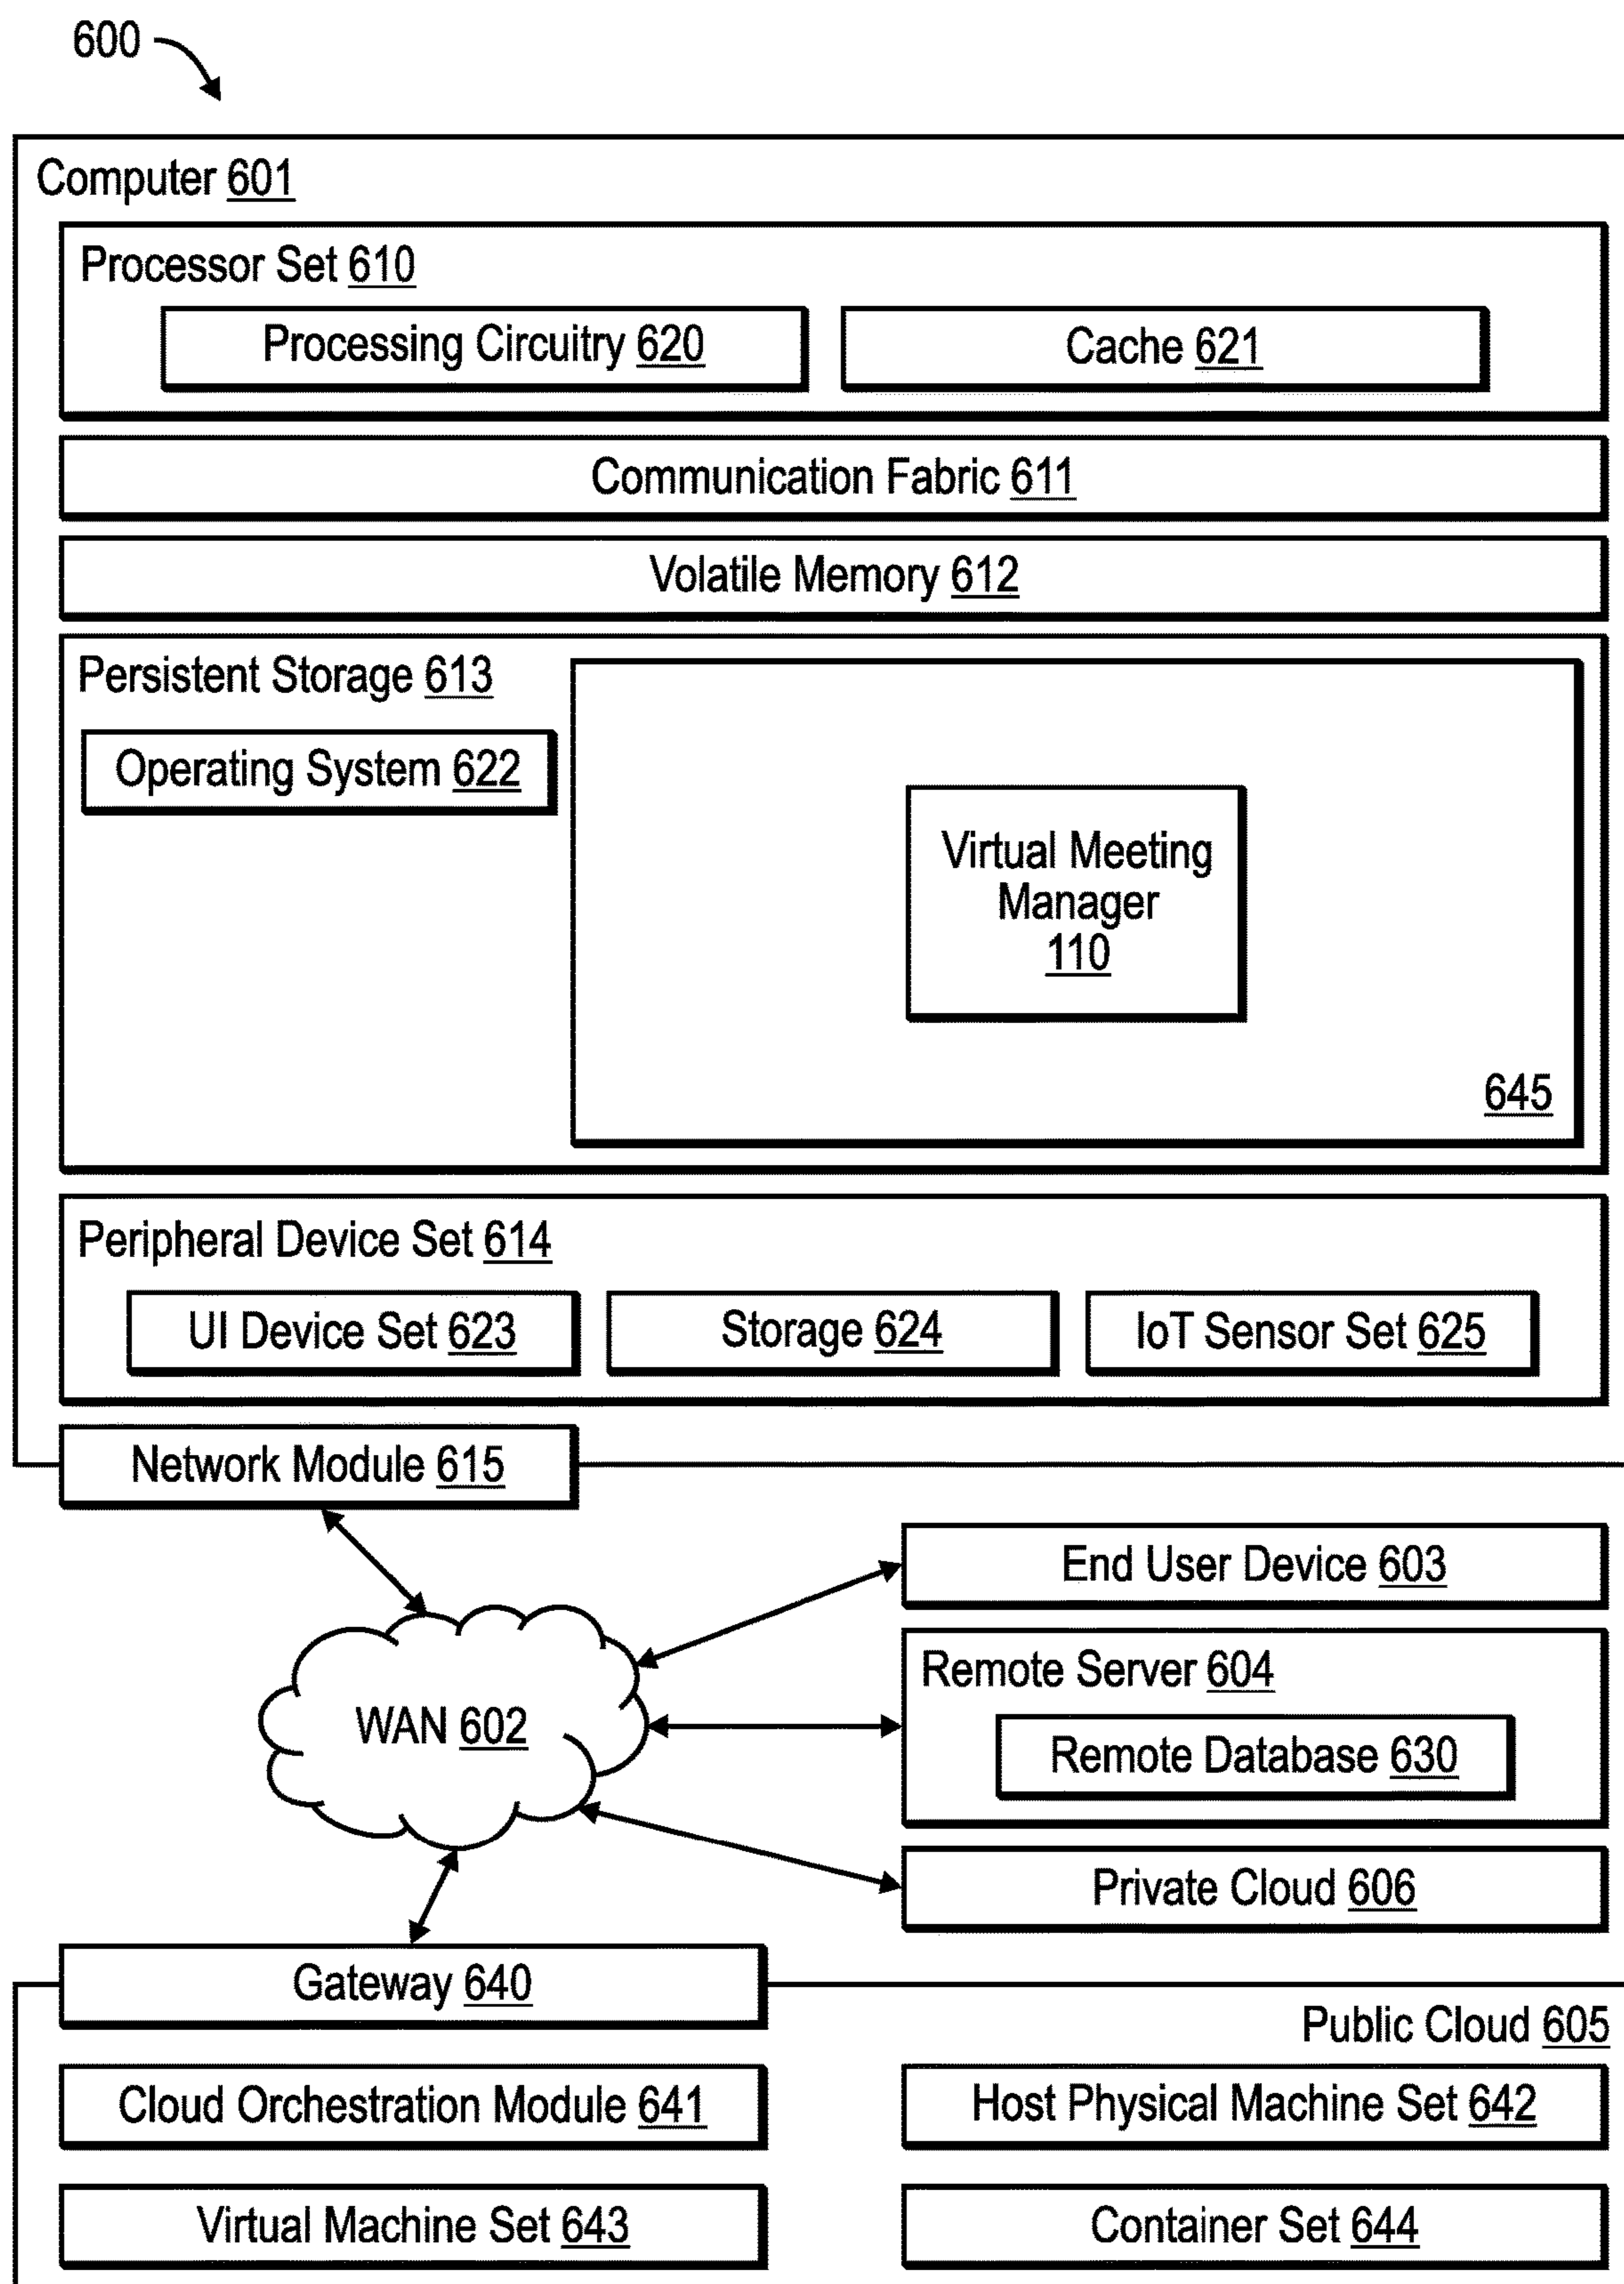 600
Computer 601
Processor Set 610
Processing Circuitry 620
Cache 621
Communication Fabric 611
Volatile Memory 612
Persistent Storage 613
Operating System 622
Virtual Meeting
Manager
110
645
Peripheral Device Set 614
UI Device Set 623
Storage 624
IoT Sensor Set 625
Network Module 615
End User Device 603
Remote Server 604
WAN 602
Remote Database 630
Private Cloud 606
Gateway 640
Public Cloud 605
Cloud Orchestration Module 641
Host Physical Machine Set 642
Virtual Machine Set 643
Container Set 644